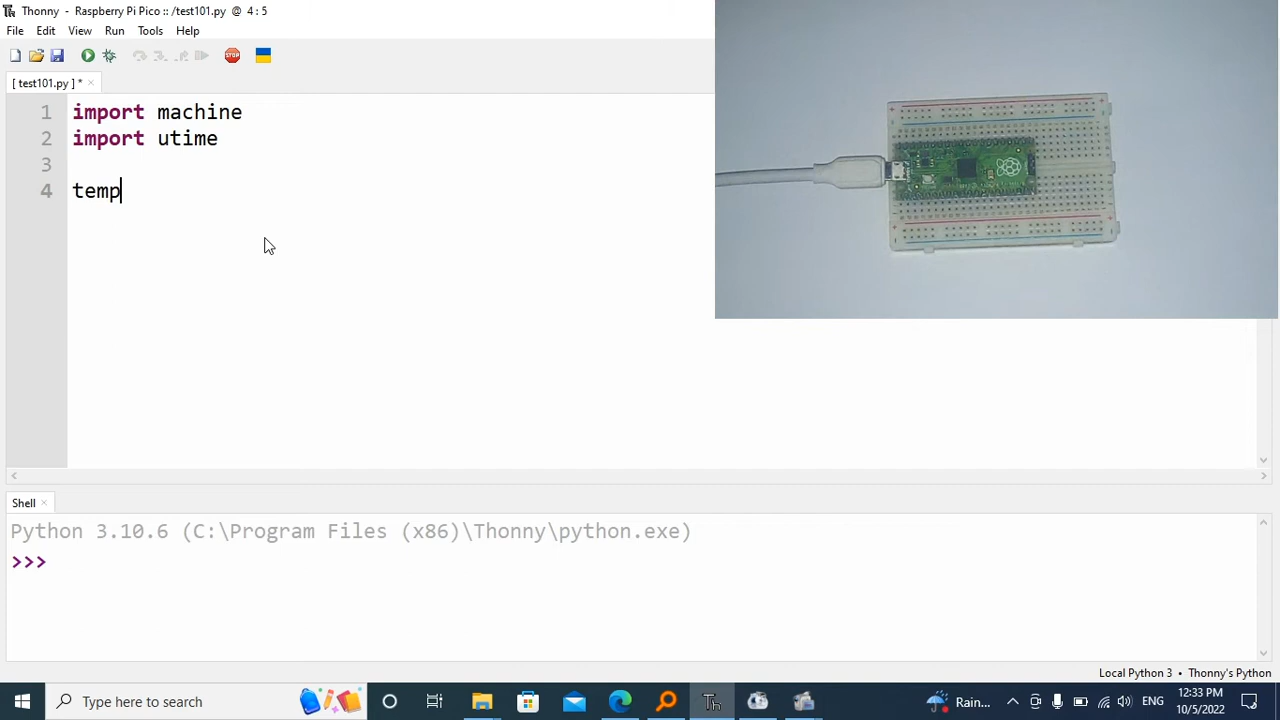 Thonny - Raspberry Pi Pico :: /test101.py @ 4 : 5
File Edit View Run Tools Help
STOP
[ test101.py ] * ×
1 import machine
2 import utime
3
4 temp
Shell ×
Python 3.10.6 (C:\Program Files (x86)\Thonny\python.exe)
>>>
Local Python 3 • Thonny's Python
Type here to search
Th
Rain...
ENG
12:33 PM
10/5/2022